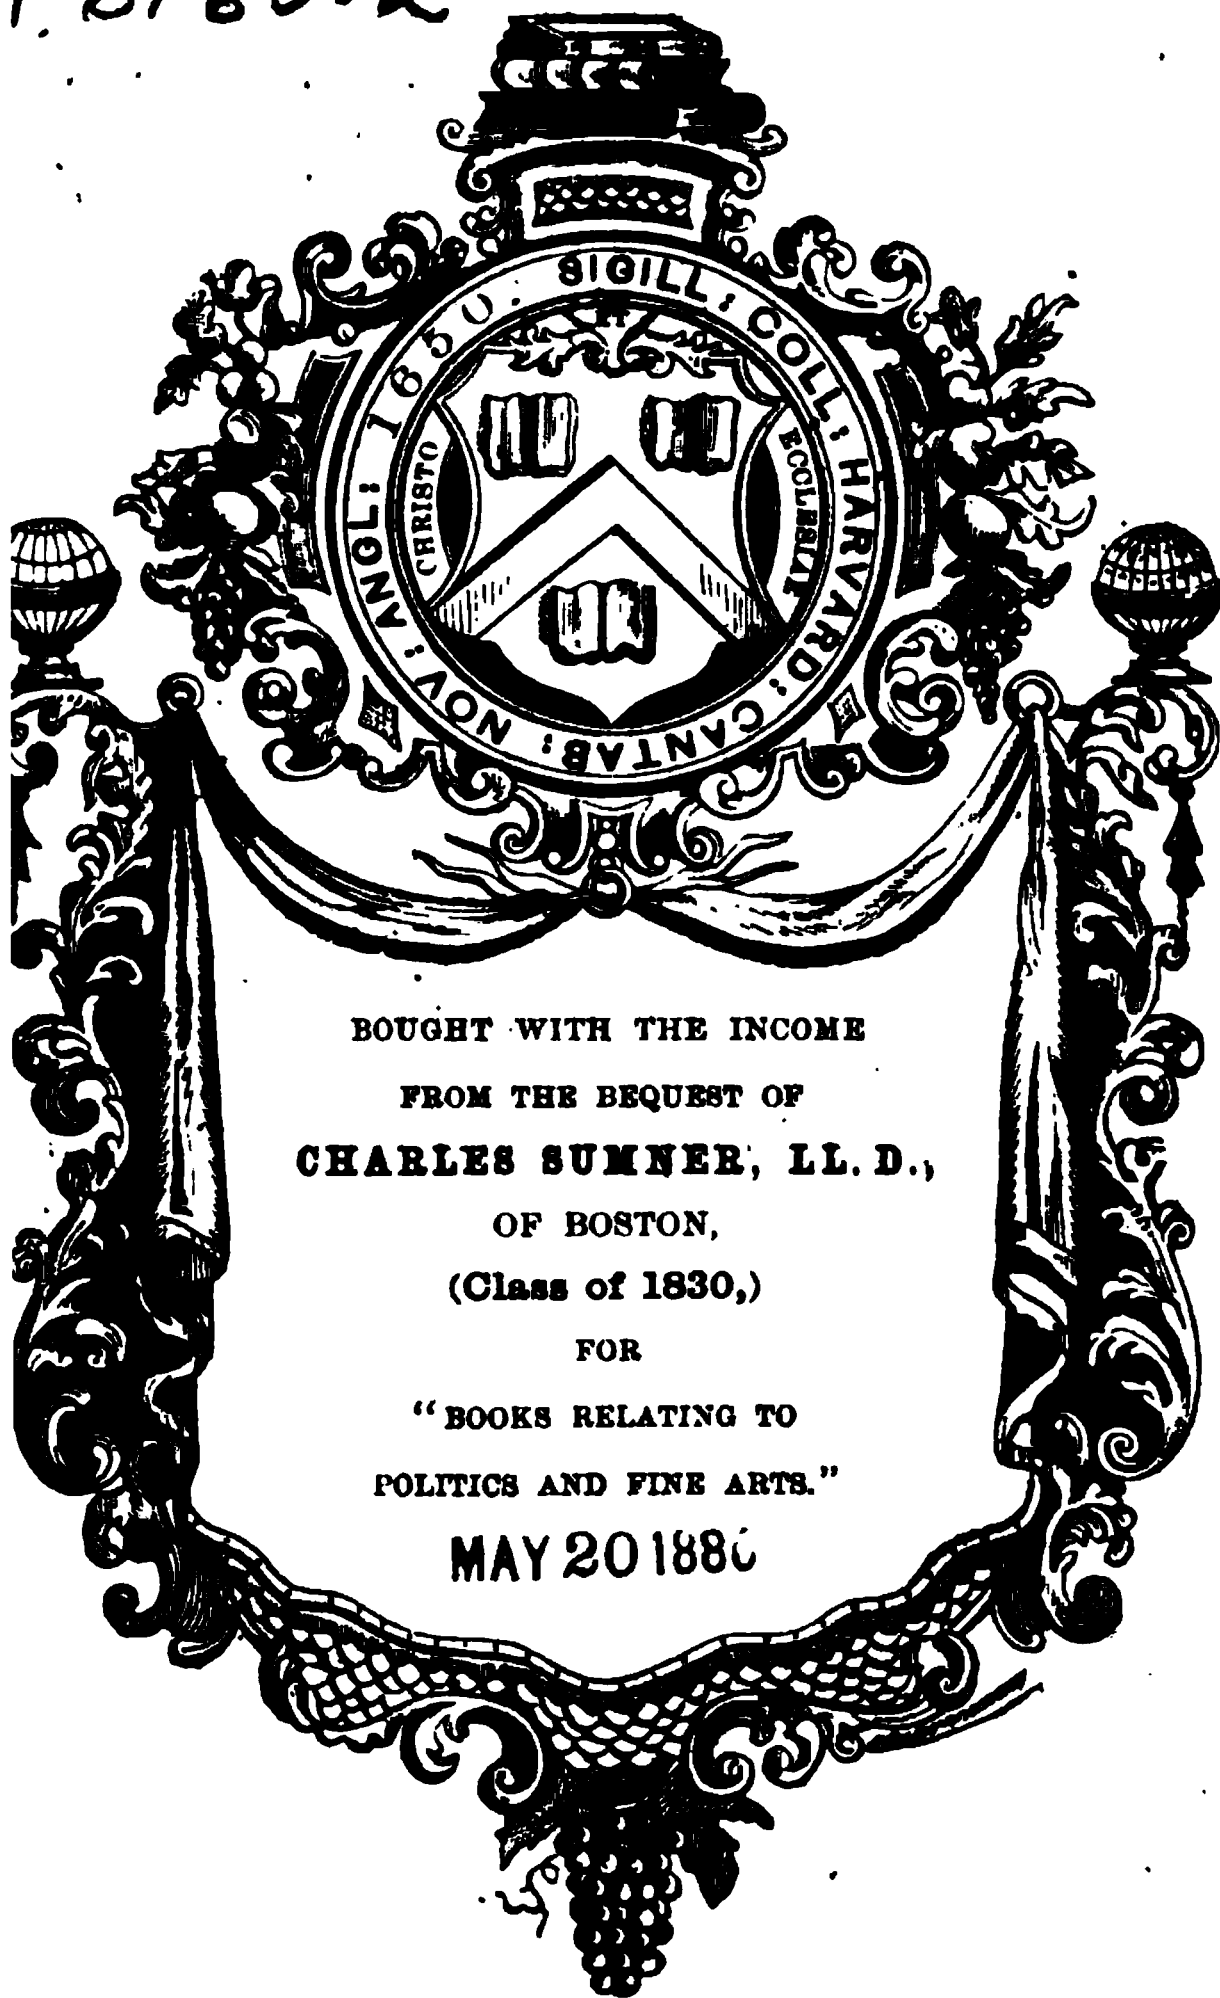 SIGILL : COLL : HARVARD : CANTAB : NOV : ANGL : 1650.
ET
CHRISTO
ECCLESIAE
BOUGHT WITH THE INCOME
FROM THE BEQUEST OF
CHARLES SUMNER, LL. D.,
OF BOSTON,
(Class of 1830,)
FOR
“BOOKS RELATING TO
POLITICS AND FINE ARTS.”
MAY 20